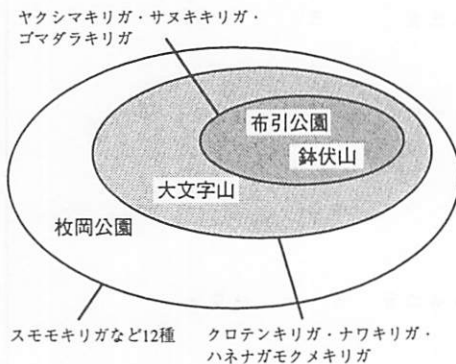 ヤクシマキリガ・サヌキキリガ・
ゴマダラキリガ
布引公園
鉢伏山
大文字山
枚岡公園
スモモキリガなど12種
クロテンキリガ・ナワキリガ・
ハネナガモクメキリガ